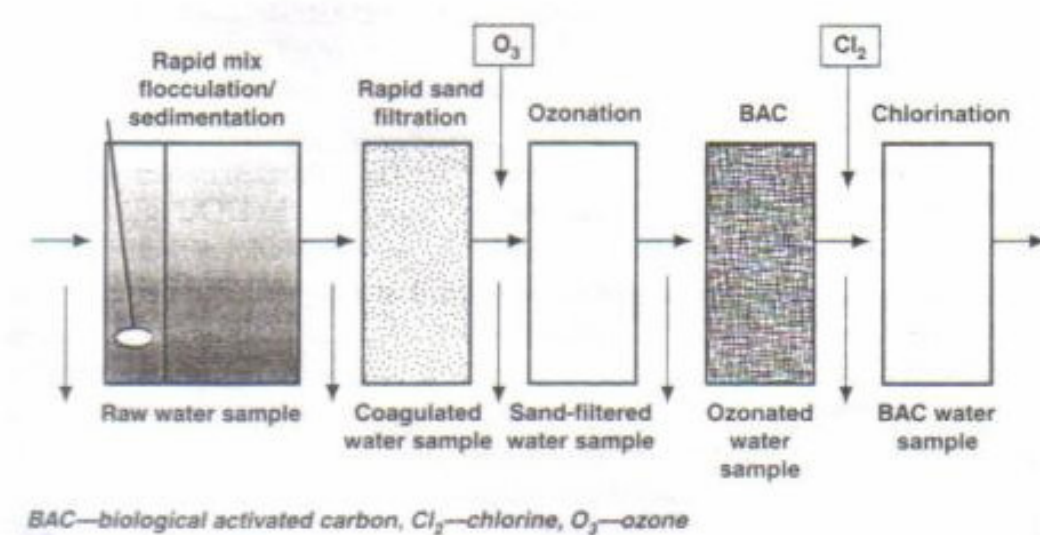 O₃
Cl₂
Rapid mix
flocculation/
sedimentation
Rapid sand
filtration
Ozonation
BAC
Chlorination
Raw water sample
Coagulated
water sample
Sand-filtered
water sample
Ozonated
water
sample
BAC water
sample
BAC—biological activated carbon, Cl₂—chlorine, O₃—ozone